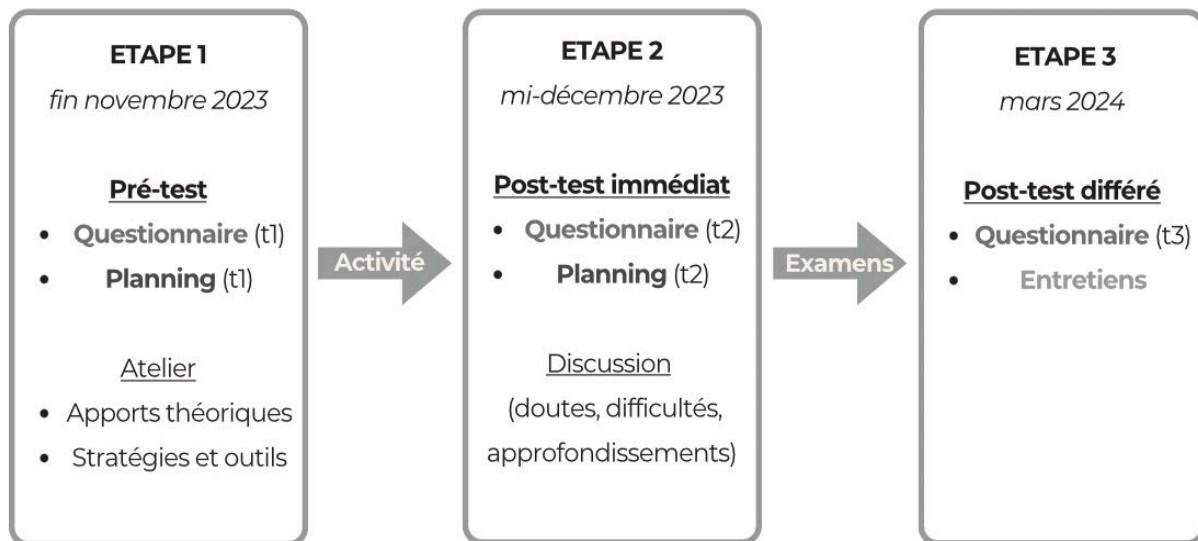 ETAPE 1
fin novembre 2023
Pré-test
• Questionnaire (t1)
• Planning (t1)
Atelier
• Apports théoriques
• Stratégies et outils
Activité
ETAPE 2
mi-décembre 2023
Post-test immédiat
• Questionnaire (t2)
• Planning (t2)
Discussion
(doutes, difficultés,
approfondissements)
Examens
ETAPE 3
mars 2024
Post-test différé
• Questionnaire (t3)
• Entretiens